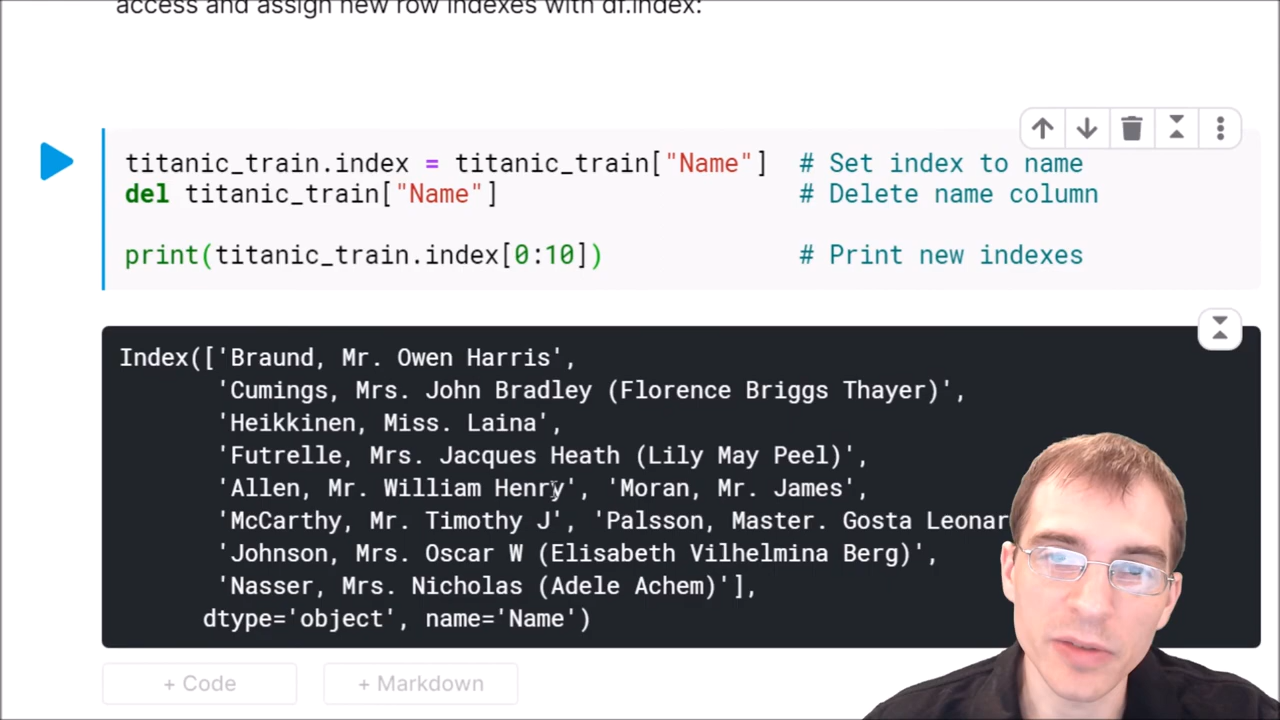 access and assign new row indexes with df.index:
titanic_train.index = titanic_train["Name"]  # Set index to name
del titanic_train["Name"]                    # Delete name column
print(titanic_train.index[0:10])             # Print new indexes
Index(['Braund, Mr. Owen Harris',
'Cumings, Mrs. John Bradley (Florence Briggs Thayer)',
'Heikkinen, Miss. Laina',
'Futrelle, Mrs. Jacques Heath (Lily May Peel)',
'Allen, Mr. William Henry', 'Moran, Mr. James',
'McCarthy, Mr. Timothy J', 'Palsson, Master. Gosta Leonar
'Johnson, Mrs. Oscar W (Elisabeth Vilhelmina Berg)',
'Nasser, Mrs. Nicholas (Adele Achem)'],
dtype='object', name='Name')
+ Code
+ Markdown